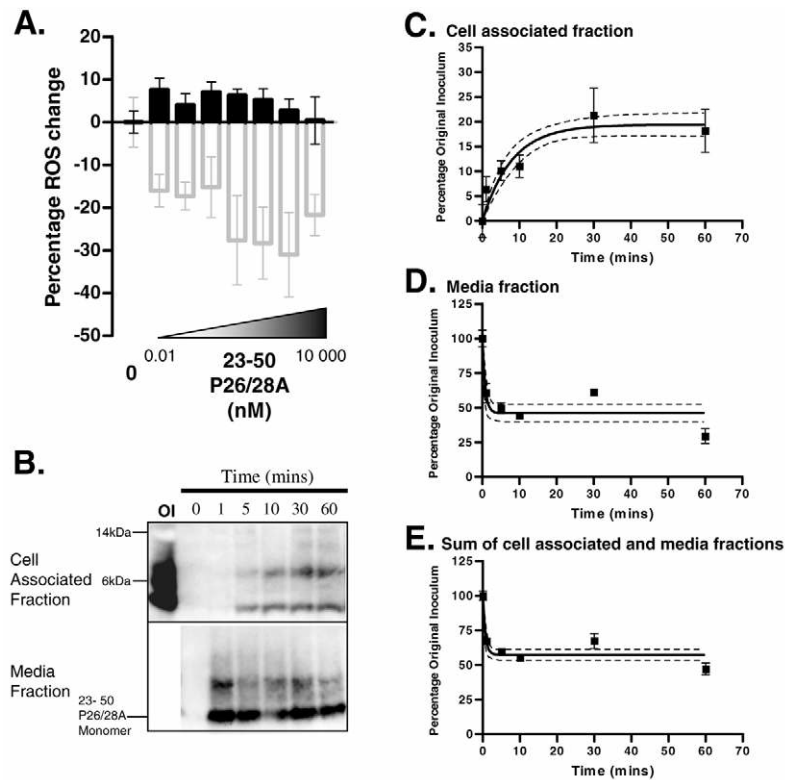 A.
Percentage ROS change
20
10
0
-10
-20
-30
-40
-50
0
0.01
10 000
23-50
P26/28A
(nM)
B.
Time (mins)
OI 0 1 5 10 30 60
14kDa
6kDa
Cell
Associated
Fraction
Media
Fraction
23- 50
P26/28A
Monomer
C. Cell associated fraction
Percentage Original Inoculum
35
30
25
20
15
10
5
0
0 10 20 30 40 50 60 70
Time (mins)
D. Media fraction
Percentage Original Inoculum
125
100
75
50
25
0
0 10 20 30 40 50 60 70
Time (mins)
E. Sum of cell associated and media fractions
Percentage Original Inoculum
125
100
75
50
25
0
0 10 20 30 40 50 60 70
Time (mins)